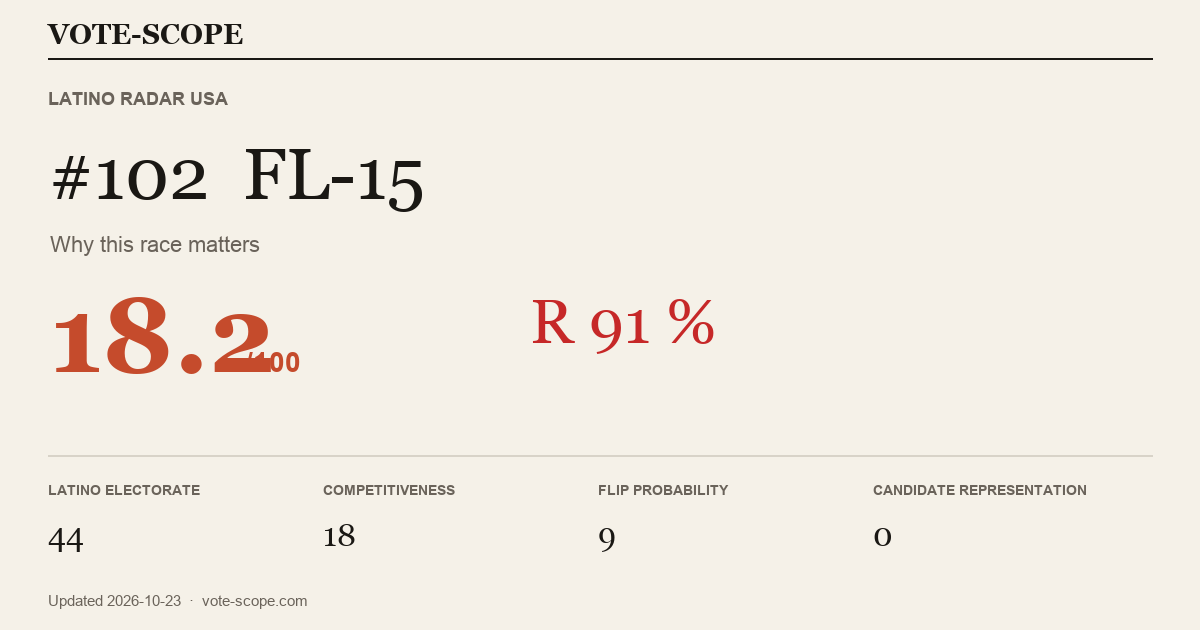 VOTE-SCOPE
LATINO RADAR USA
#102 FL-15
Why this race matters
18.2/100
R 91 %
LATINO ELECTORATE COMPETITIVENESS FLIP PROBABILITY CANDIDATE REPRESENTATION
44 18 9 0
Updated 2026-10-23 · vote-scope.com